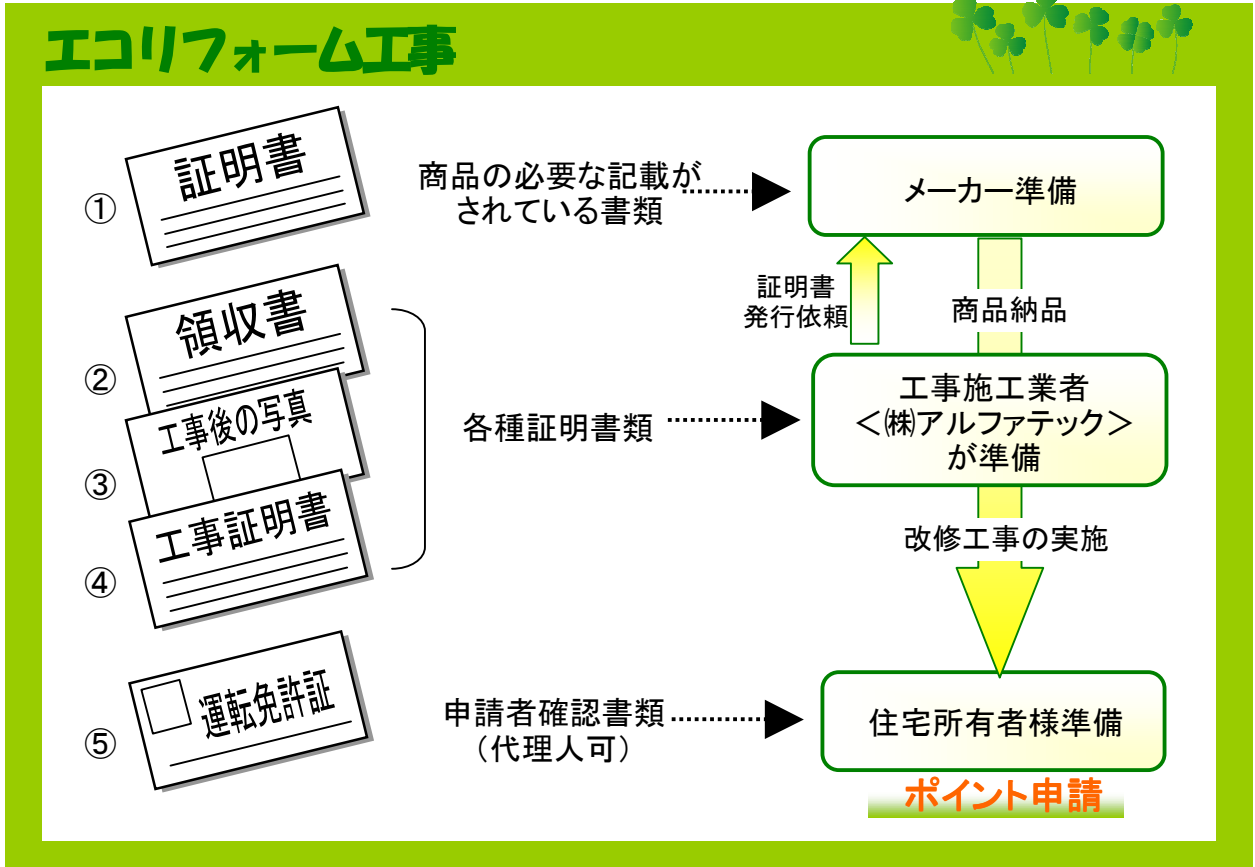 エコリフォーム工事
①
証明書
商品の必要な記載が
されている書類
メーカー準備
証明書
発行依頼
商品納品
②
領収書
③
工事後の写真
④
工事証明書
各種証明書類
工事施工業者
＜㈱アルファテック＞
が準備
改修工事の実施
⑤
運転免許証
申請者確認書類
（代理人可）
住宅所有者様準備
ポイント申請